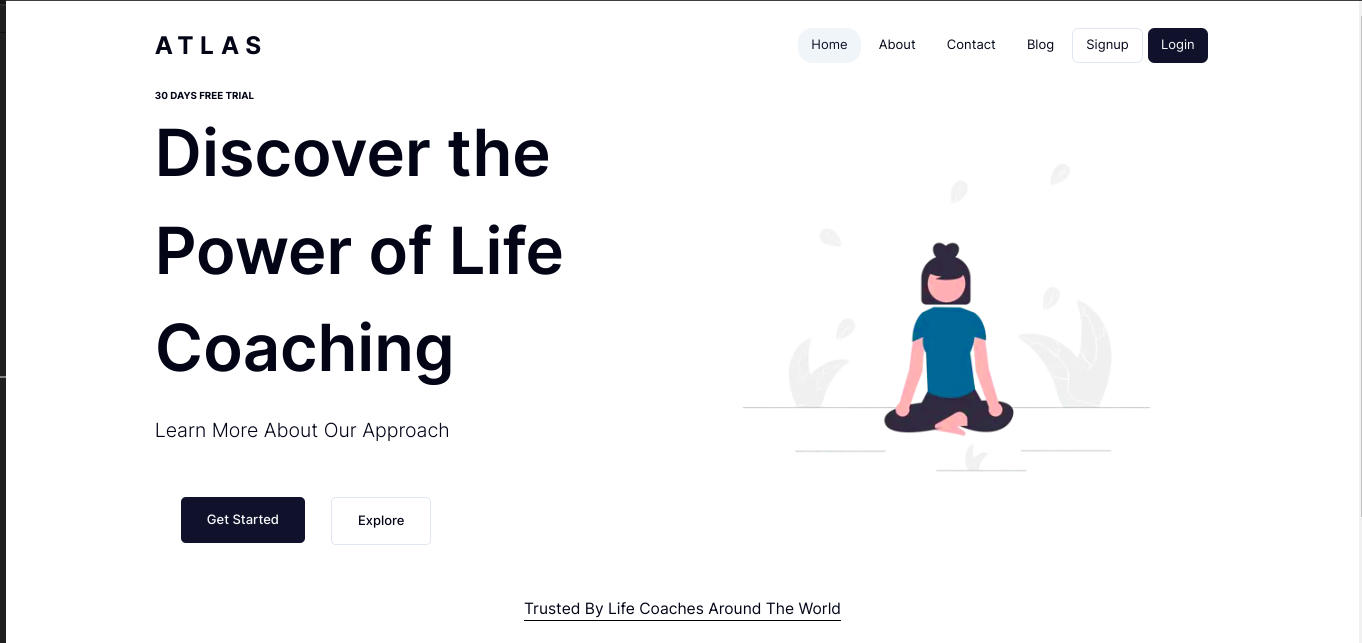 ATLAS
Home About Contact Blog Signup Login
30 DAYS FREE TRIAL
Discover the
Power of Life
Coaching
Learn More About Our Approach
Get Started Explore
Trusted By Life Coaches Around The World